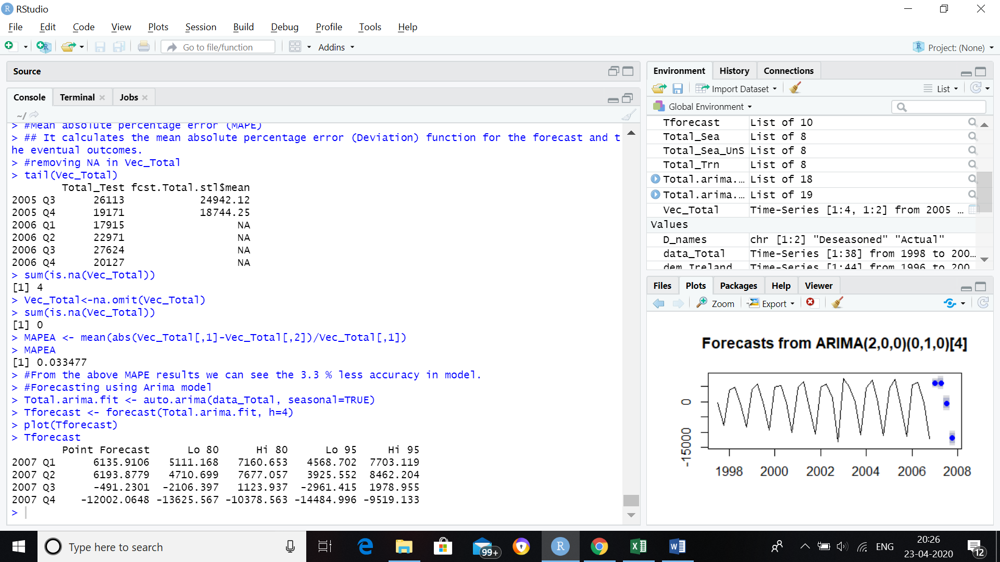 RStudio
File Edit Code View Plots Session Build Debug Profile Tools Help
Go to file/function Addins
Project: (None)
Source
Console Terminal Jobs
~/
> #Mean absolute percentage error (MAPE)
> ## It calculates the mean absolute percentage error (Deviation) function for the forecast and t
he eventual outcomes.
> #removing NA in Vec_Total
> tail(Vec_Total)
Total_Test fcst.Total.stl$mean
2005 Q3 26113 24942.12
2005 Q4 19171 18744.25
2006 Q1 17915 NA
2006 Q2 22971 NA
2006 Q3 27624 NA
2006 Q4 20127 NA
> sum(is.na(Vec_Total))
[1] 4
> Vec_Total<-na.omit(Vec_Total)
> sum(is.na(Vec_Total))
[1] 0
> MAPEA <- mean(abs(Vec_Total[,1]-Vec_Total[,2])/Vec_Total[,1])
> MAPEA
[1] 0.033477
> #From the above MAPE results we can see the 3.3 % less accuracy in model.
> #Forecasting using Arima model
> Total.arima.fit <- auto.arima(data_Total, seasonal=TRUE)
> Tforecast <- forecast(Total.arima.fit, h=4)
> plot(Tforecast)
> Tforecast
Point Forecast Lo 80 Hi 80 Lo 95 Hi 95
2007 Q1 6135.9106 5111.168 7160.653 4568.702 7703.119
2007 Q2 6193.8779 4710.699 7677.057 3925.552 8462.204
2007 Q3 -491.2301 -2106.397 1123.937 -2961.415 1978.955
2007 Q4 -12002.0648 -13625.567 -10378.563 -14484.996 -9519.133
>
Environment History Connections
Import Dataset List
Global Environment
Tforecast List of 10
Total_Sea List of 8
Total_Sea_UnS List of 8
Total_Trn List of 8
Total.arima.… List of 18
Total.arima.… List of 19
Vec_Total Time-Series [1:4, 1:2] from 2005 …
Values
D_names chr [1:2] "Deseasoned" "Actual"
data_Total Time-Series [1:38] from 1998 to 200…
dem_Ireland Time-Series [1:44] from 1996 to 200
Files Plots Packages Help Viewer
Zoom Export
Forecasts from ARIMA(2,0,0)(0,1,0)[4]
0
-15000
1998 2000 2002 2004 2006 2008
Type here to search
99+
R
ENG
20:26
23-04-2020
12